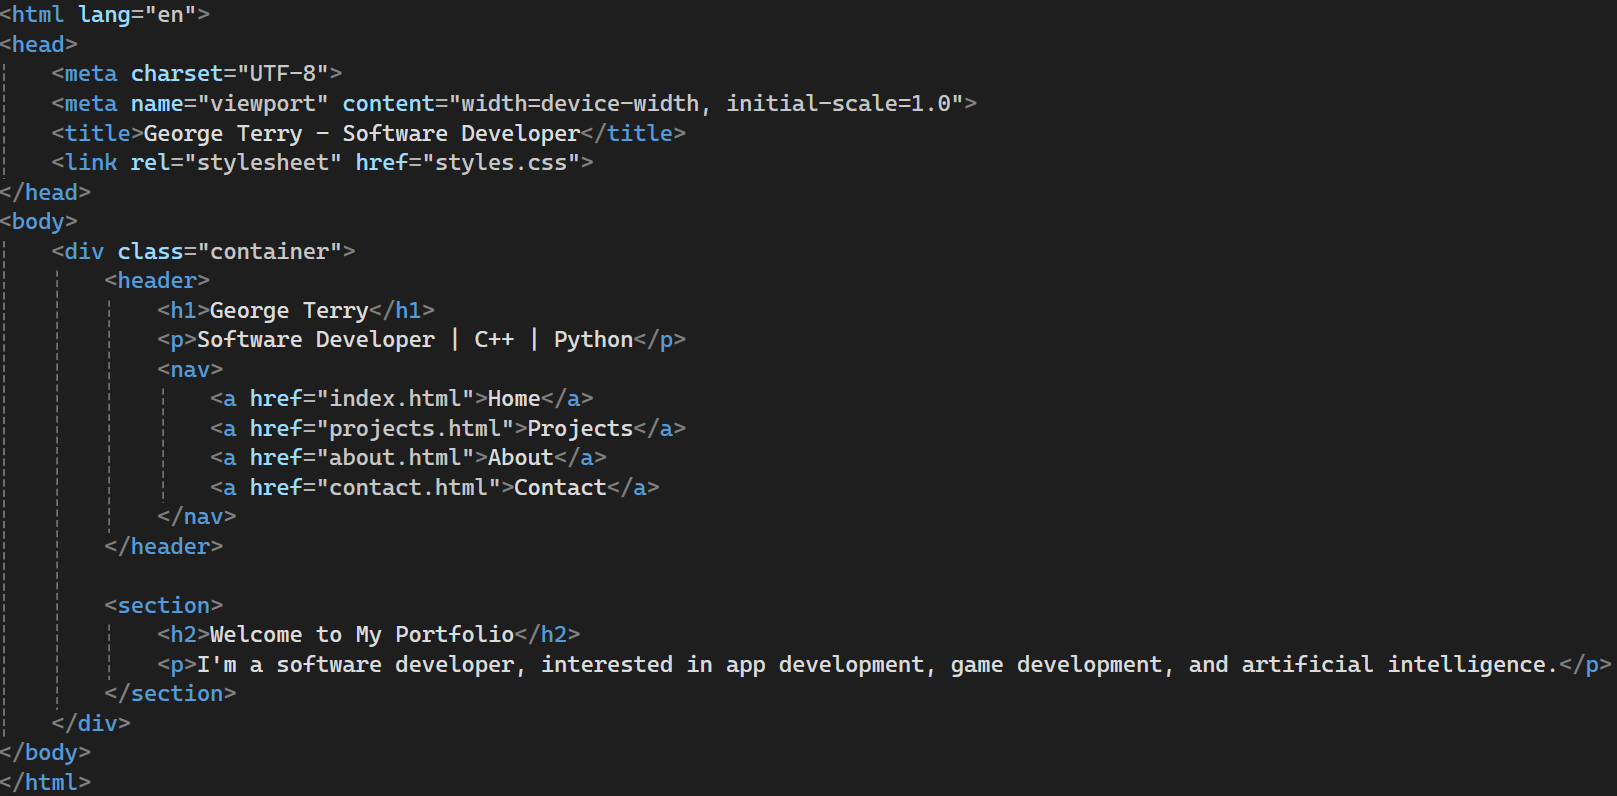 <html lang="en">
<head>
    <meta charset="UTF-8">
    <meta name="viewport" content="width=device-width, initial-scale=1.0">
    <title>George Terry - Software Developer</title>
    <link rel="stylesheet" href="styles.css">
</head>
<body>
    <div class="container">
        <header>
            <h1>George Terry</h1>
            <p>Software Developer | C++ | Python</p>
            <nav>
                <a href="index.html">Home</a>
                <a href="projects.html">Projects</a>
                <a href="about.html">About</a>
                <a href="contact.html">Contact</a>
            </nav>
        </header>

        <section>
            <h2>Welcome to My Portfolio</h2>
            <p>I'm a software developer, interested in app development, game development, and artificial intelligence.</p>
        </section>
    </div>
</body>
</html>